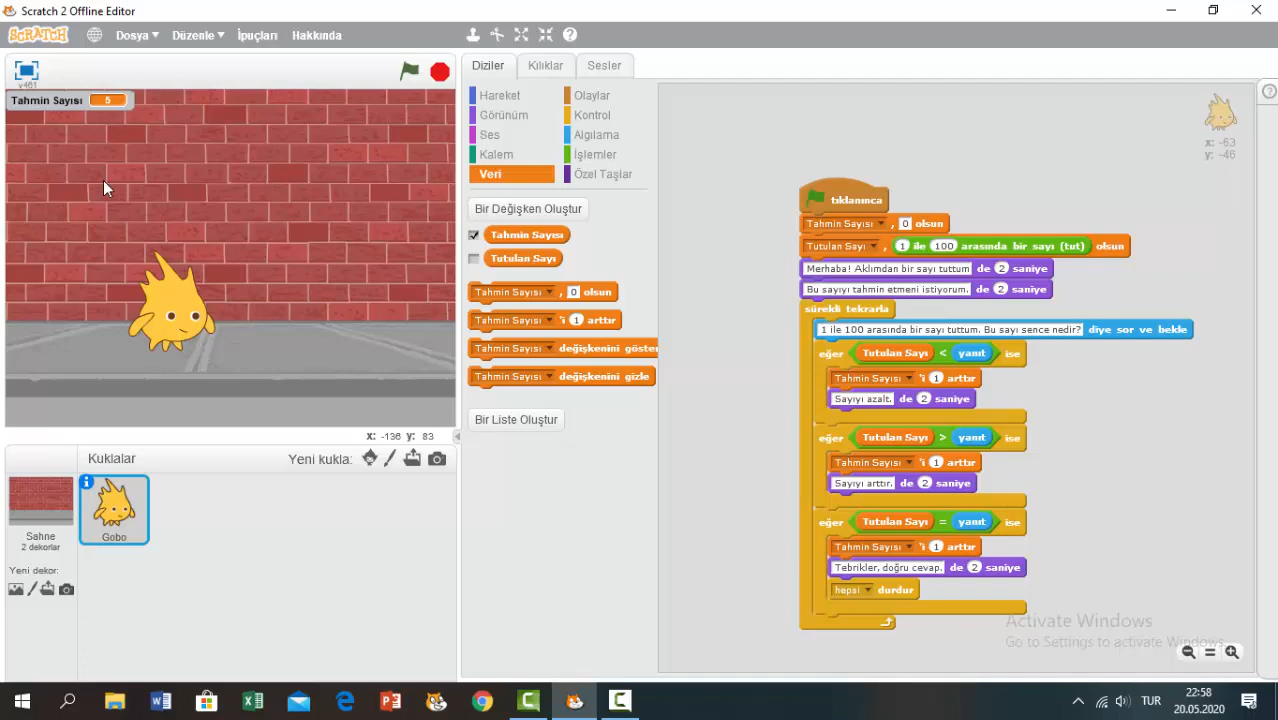 Scratch 2 Offline Editor
SCRATCH Dosya Düzenle İpuçları Hakkında
v461
Tahmin Sayısı 5
x: -136 y: 83
Kuklalar Yeni kukla:
Sahne
2 dekorlar
Yeni dekor:
Gobo
Diziler Kılıklar Sesler
Hareket Olaylar
Görünüm Kontrol
Ses Algılama
Kalem İşlemler
Veri Özel Taşlar
Bir Değişken Oluştur
Tahmin Sayısı
Tutulan Sayı
Tahmin Sayısı , 0 olsun
Tahmin Sayısı 'i 1 arttır
Tahmin Sayısı değişkenini göster
Tahmin Sayısı değişkenini gizle
Bir Liste Oluştur
x: -63
y: -46
tıklanınca
Tahmin Sayısı , 0 olsun
Tutulan Sayı , 1 ile 100 arasında bir sayı (tut) olsun
Merhaba! Aklımdan bir sayı tuttum de 2 saniye
Bu sayıyı tahmin etmeni istiyorum. de 2 saniye
sürekli tekrarla
1 ile 100 arasında bir sayı tuttum. Bu sayı sence nedir? diye sor ve bekle
eğer Tutulan Sayı < yanıt ise
Tahmin Sayısı 'i 1 arttır
Sayıyı azalt. de 2 saniye
eğer Tutulan Sayı > yanıt ise
Tahmin Sayısı 'i 1 arttır
Sayıyı arttır. de 2 saniye
eğer Tutulan Sayı = yanıt ise
Tahmin Sayısı 'i 1 arttır
Tebrikler, doğru cevap. de 2 saniye
hepsi durdur
Activate Windows
Go to Settings to activate Windows.
TUR
22:58
20.05.2020